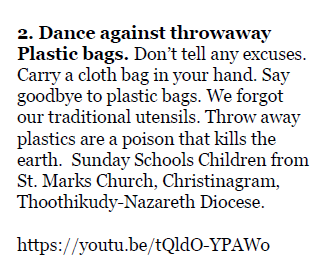 2. Dance against throwaway
Plastic bags. Don't tell any excuses.
Carry a cloth bag in your hand. Say
goodbye to plastic bags. We forgot
our traditional utensils. Throw away
plastics are a poison that kills the
earth.  Sunday Schools Children from
St. Marks Church, Christinagram,
Thoothikudy-Nazareth Diocese.

https://youtu.be/tQldO-YPAWo